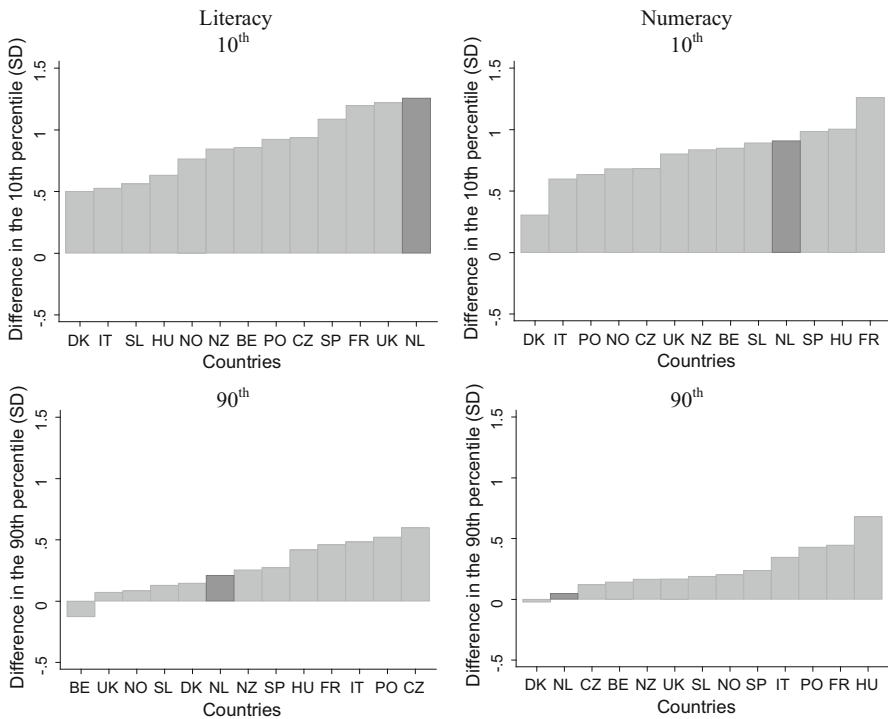 Literacy
10th
Difference in the 10th percentile (SD)
1.5
1
.5
0
-.5
DK IT SL HU NO NZ BE PO CZ SP FR UK NL
Countries
Numeracy
10th
Difference in the 10th percentile (SD)
1.5
1
.5
0
-.5
DK IT PO NO CZ UK NZ BE SL NL SP HU FR
Countries
90th
Difference in the 90th percentile (SD)
1.5
1
.5
0
-.5
BE UK NO SL DK NL NZ SP HU FR IT PO CZ
Countries
90th
Difference in the 90th percentile (SD)
1.5
1
.5
0
-.5
DK NL CZ BE NZ UK SL NO SP IT PO FR HU
Countries